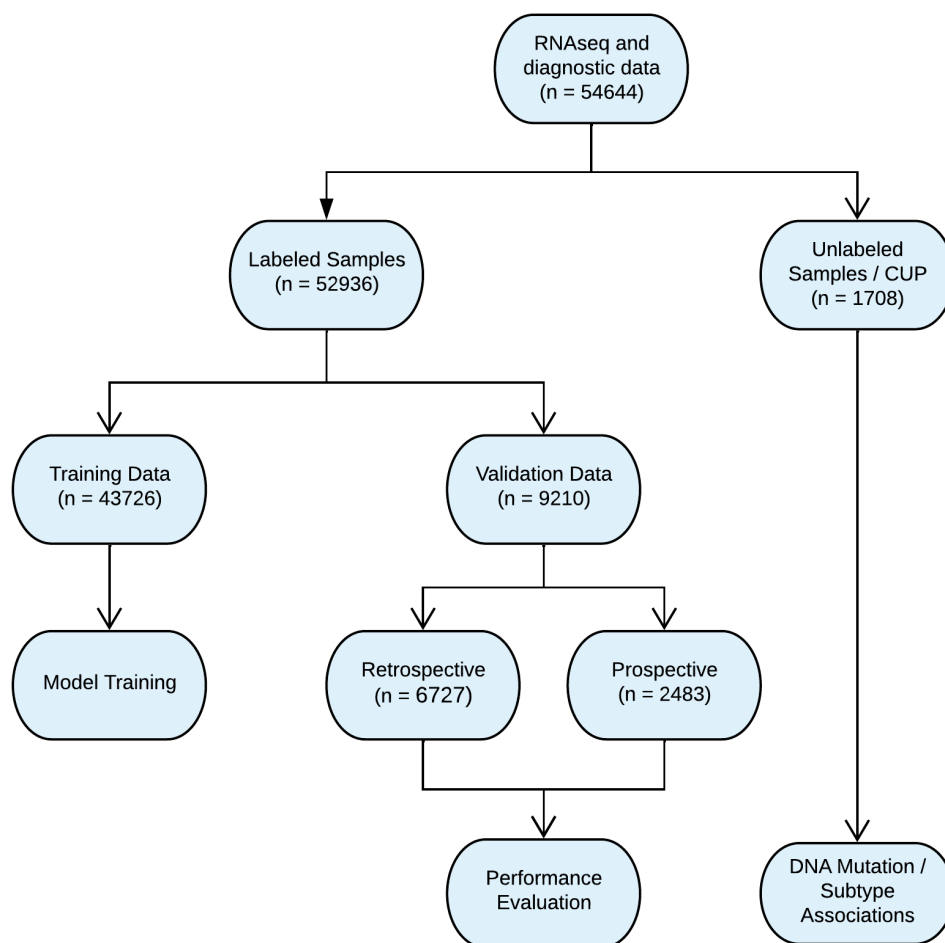 RNAseq and
diagnostic data
(n = 54644)
Labeled Samples
(n = 52936)
Unlabeled
Samples / CUP
(n = 1708)
Training Data
(n = 43726)
Validation Data
(n = 9210)
Model Training
Retrospective
(n = 6727)
Prospective
(n = 2483)
Performance
Evaluation
DNA Mutation /
Subtype
Associations